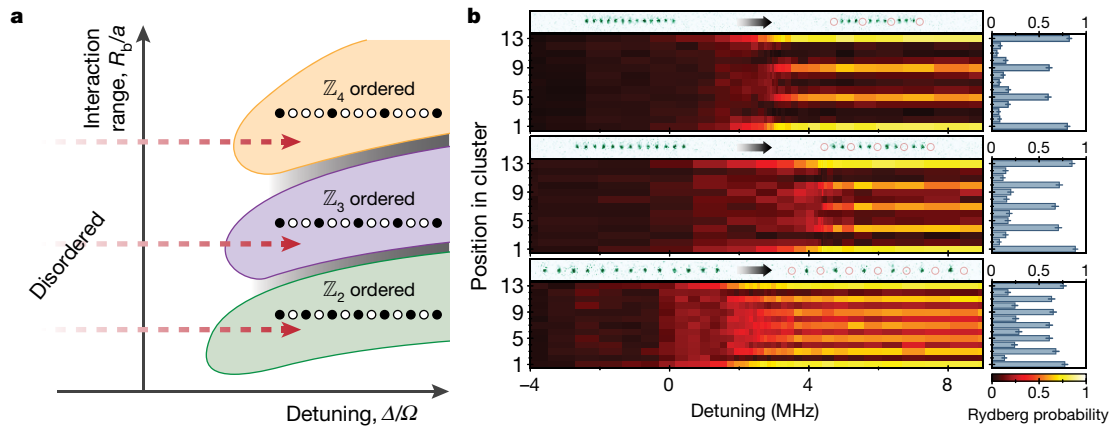 a
Interaction
range, R_b/a
Disordered
ℤ₄ ordered
ℤ₃ ordered
ℤ₂ ordered
Detuning, Δ/Ω
b
Position in cluster
13
9
5
1
13
9
5
1
13
9
5
1
−4
0
4
8
Detuning (MHz)
0 0.5 1
0 0.5 1
0 0.5 1
0 0.5 1
Rydberg probability